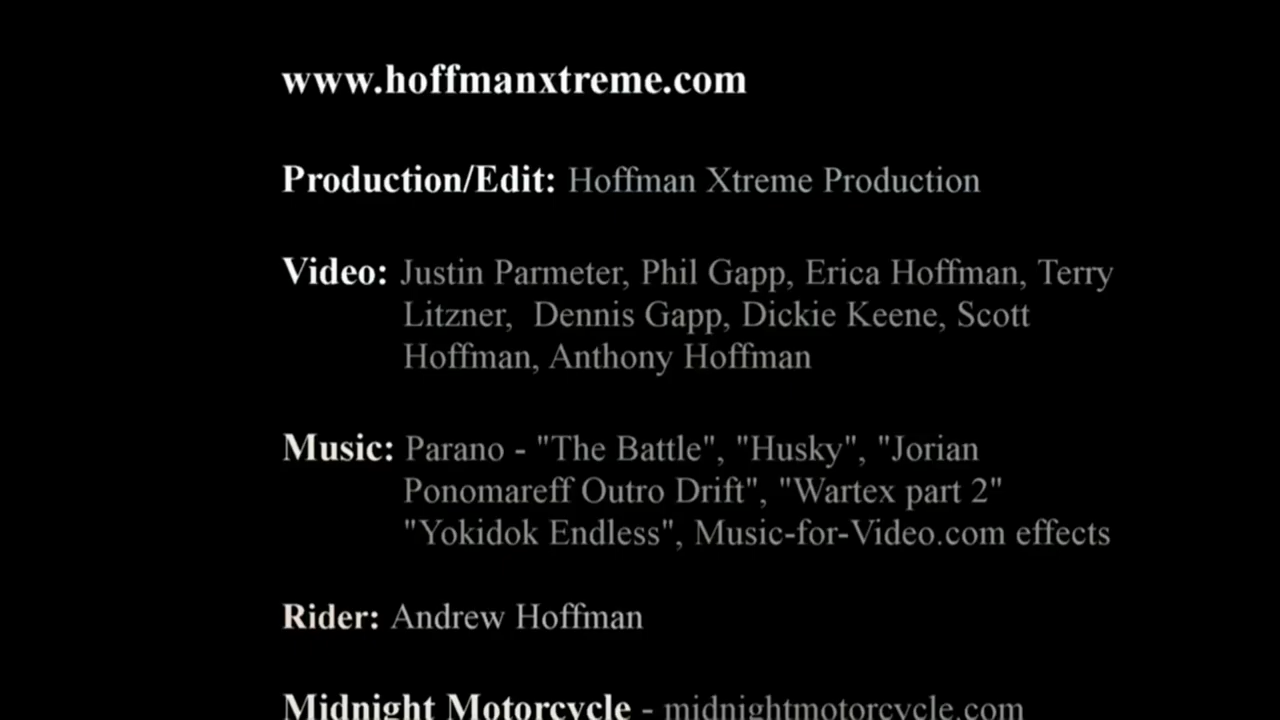 www.hoffmanxtreme.com
Production/Edit: Hoffman Xtreme Production
Video: Justin Parmeter, Phil Gapp, Erica Hoffman, Terry
Litzner, Dennis Gapp, Dickie Keene, Scott
Hoffman, Anthony Hoffman
Music: Parano - "The Battle", "Husky", "Jorian
Ponomareff Outro Drift", "Wartex part 2"
"Yokidok Endless", Music-for-Video.com effects
Rider: Andrew Hoffman
Midnight Motorcycle - midnightmotorcycle.com